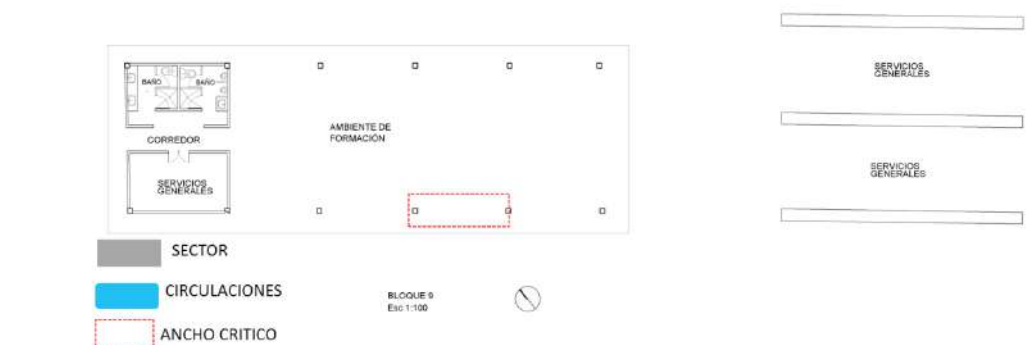 BAÑO
BAÑO
CORREDOR
SERVICIOS
GENERALES
AMBIENTE DE
FORMACIÓN
SERVICIOS
GENERALES
SERVICIOS
GENERALES
SECTOR
CIRCULACIONES
ANCHO CRITICO
BLOQUE 9
Esc 1:100